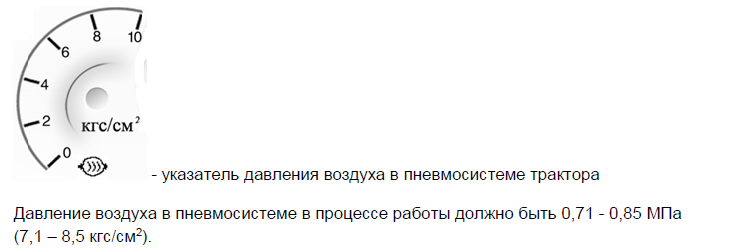 8 10
6
4
2
кгс/см²
0
- указатель давления воздуха в пневмосистеме трактора
Давление воздуха в пневмосистеме в процессе работы должно быть 0,71 - 0,85 МПа
(7,1 – 8,5 кгс/см²).